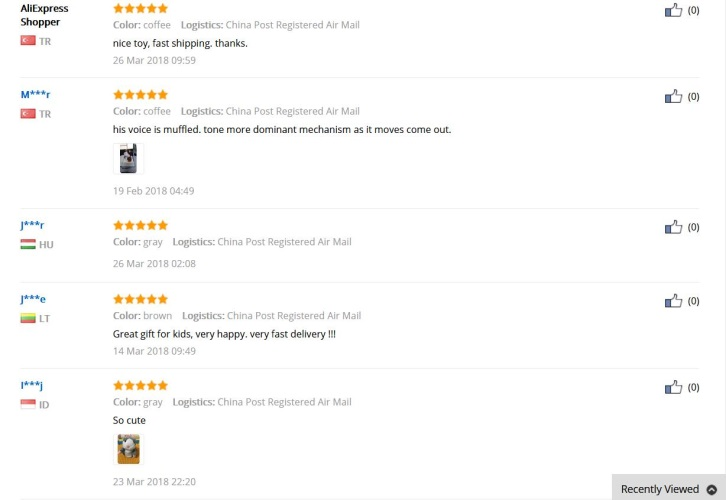 AliExpress
Shopper
TR
Color: coffee Logistics: China Post Registered Air Mail
nice toy, fast shipping. thanks.
26 Mar 2018 09:59
(0)
M***r
TR
Color: coffee Logistics: China Post Registered Air Mail
his voice is muffled. tone more dominant mechanism as it moves come out.
19 Feb 2018 04:49
(0)
J***r
HU
Color: gray Logistics: China Post Registered Air Mail
26 Mar 2018 02:08
(0)
J***e
LT
Color: brown Logistics: China Post Registered Air Mail
Great gift for kids, very happy. very fast delivery !!!
14 Mar 2018 09:49
(0)
I***j
ID
Color: gray Logistics: China Post Registered Air Mail
So cute
23 Mar 2018 22:20
(0)
Recently Viewed